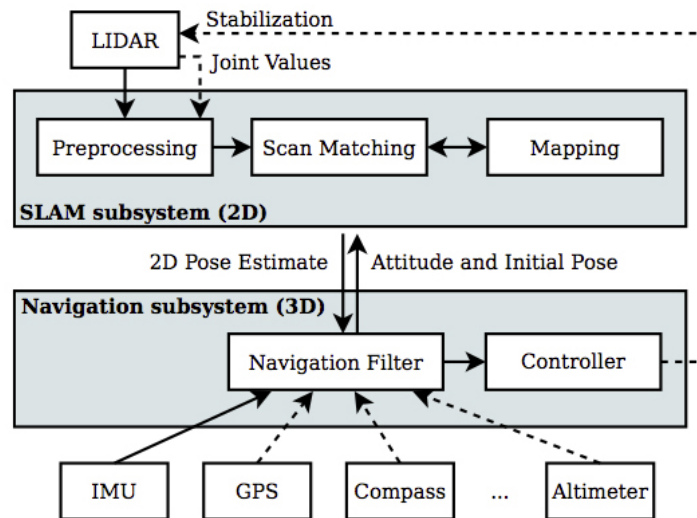 Stabilization
LIDAR
Joint Values
Preprocessing
Scan Matching
Mapping
SLAM subsystem (2D)
2D Pose Estimate
Attitude and Initial Pose
Navigation subsystem (3D)
Navigation Filter
Controller
IMU
GPS
Compass
...
Altimeter